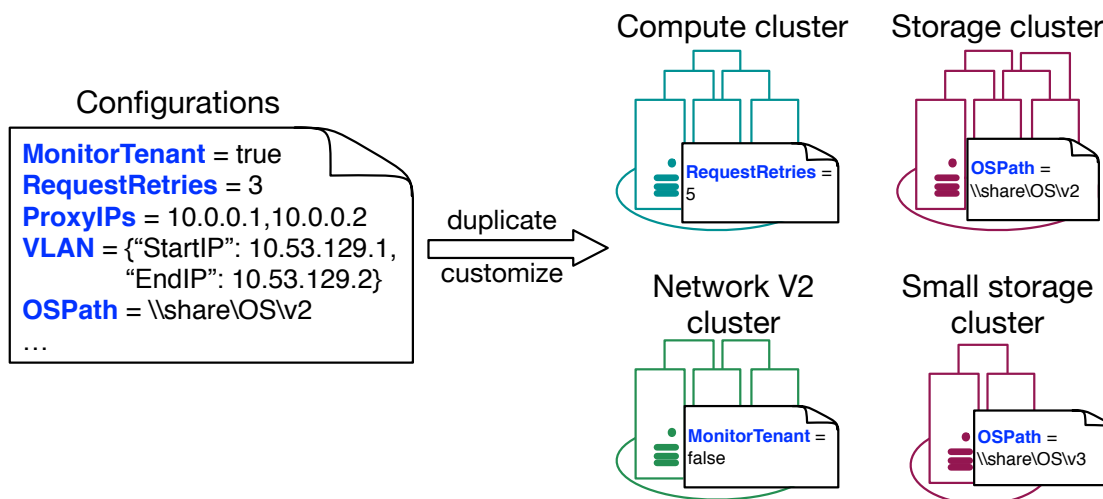 Configurations
MonitorTenant = true
RequestRetries = 3
ProxyIPs = 10.0.0.1,10.0.0.2
VLAN = {“StartIP”: 10.53.129.1,
“EndIP”: 10.53.129.2}
OSPath = \\share\OS\v2
…
duplicate
customize
Compute cluster
RequestRetries =
5
Storage cluster
OSPath =
\\share\OS\v2
Network V2
cluster
MonitorTenant =
false
Small storage
cluster
OSPath =
\\share\OS\v3